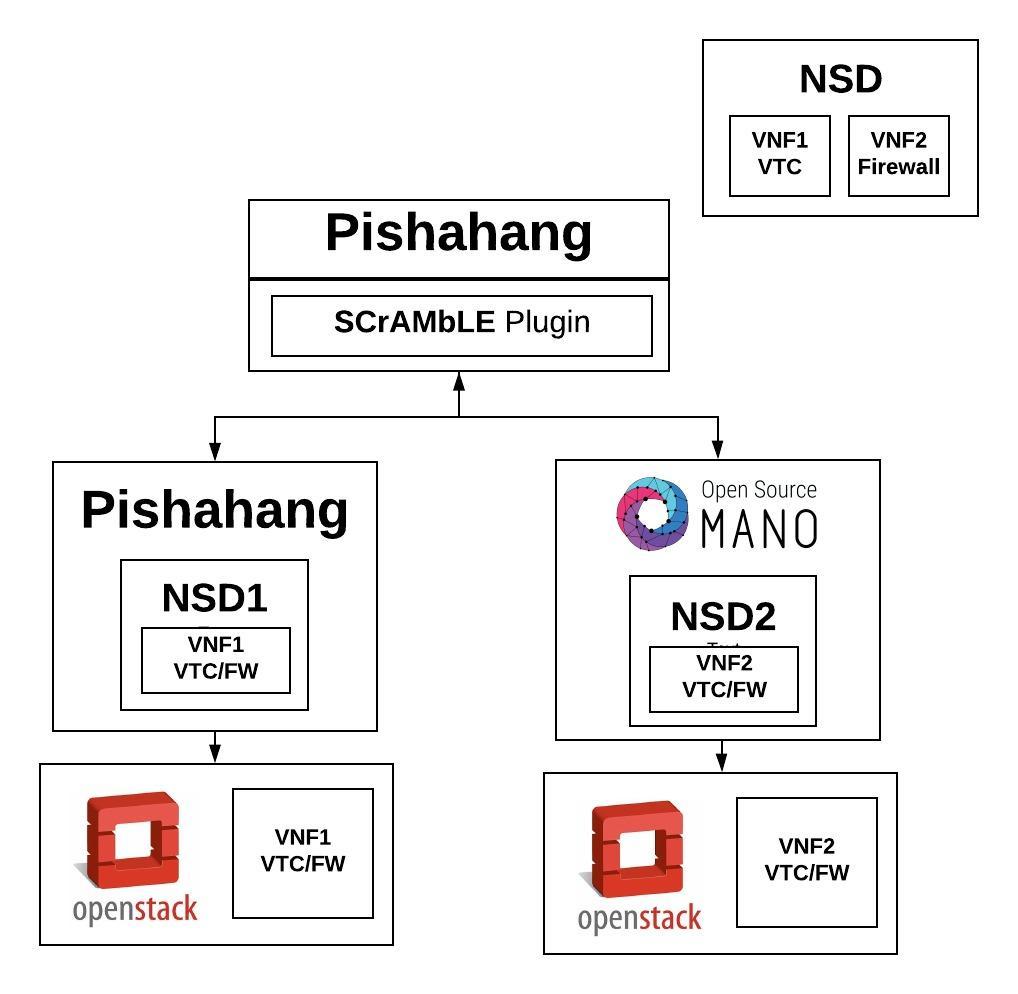 NSD
VNF1
VTC
VNF2
Firewall
Pishahang
SCrAMbLE Plugin
Pishahang
NSD1
VNF1
VTC/FW
Open Source
MANO
NSD2
VNF2
VTC/FW
openstack
VNF1
VTC/FW
openstack
VNF2
VTC/FW